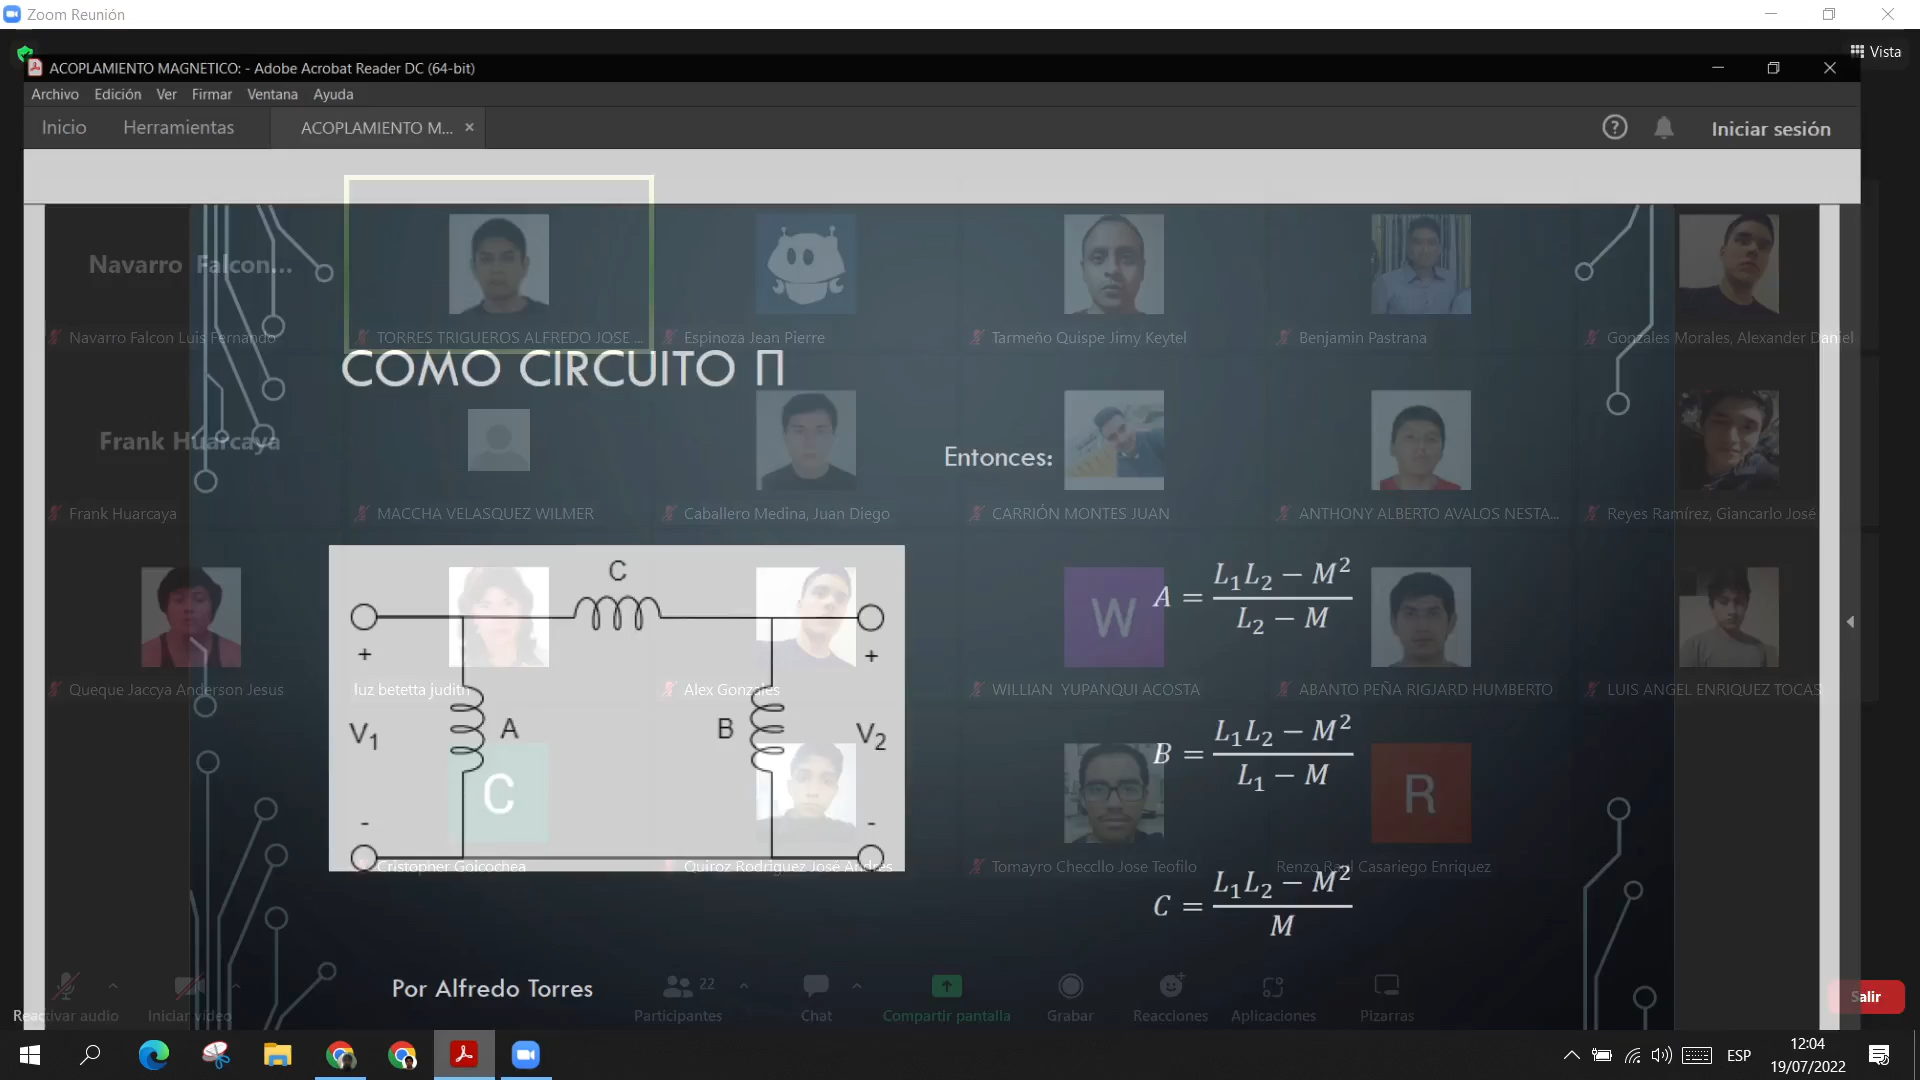 Zoom Reunión
Vista
ACOPLAMIENTO MAGNETICO: - Adobe Acrobat Reader DC (64-bit)
Archivo Edición Ver Firmar Ventana Ayuda
Inicio Herramientas ACOPLAMIENTO M... × Iniciar sesión
Navarro Falcon...
Navarro Falcon Luis Fernando
TORRES TRIGUEROS ALFREDO JOSE ...
Espinoza Jean Pierre
Tarmeño Quispe Jimy Keytel
Benjamin Pastrana
Gonzales Morales, Alexander Daniel
COMO CIRCUITO Π
Frank Huarcaya
Entonces:
Frank Huarcaya
MACCHA VELASQUEZ WILMER
Caballero Medina, Juan Diego
CARRIÓN MONTES JUAN
ANTHONY ALBERTO AVALOS NESTA...
Reyes Ramírez, Giancarlo José
C
+
+
V₁
A
B
V₂
-
-
W
A = (L₁L₂ − M²) / (L₂ − M)
Queque Jaccya Anderson Jesus
luz betetta judith
Alex Gonzales
WILLIAN YUPANQUI ACOSTA
ABANTO PEÑA RIGJARD HUMBERTO
LUIS ANGEL ENRIQUEZ TOCAS
B = (L₁L₂ − M²) / (L₁ − M)
C
R
Cristopher Goicochea
Quiroz Rodriguez José Andrés
Tomayro Checcllo Jose Teofilo
Renzo Raul Casariego Enriquez
C = (L₁L₂ − M²) / M
Por Alfredo Torres
22
Reactivar audio
Iniciar video
Participantes
Chat
Compartir pantalla
Grabar
Reacciones
Aplicaciones
Pizarras
Salir
ESP
12:04
19/07/2022